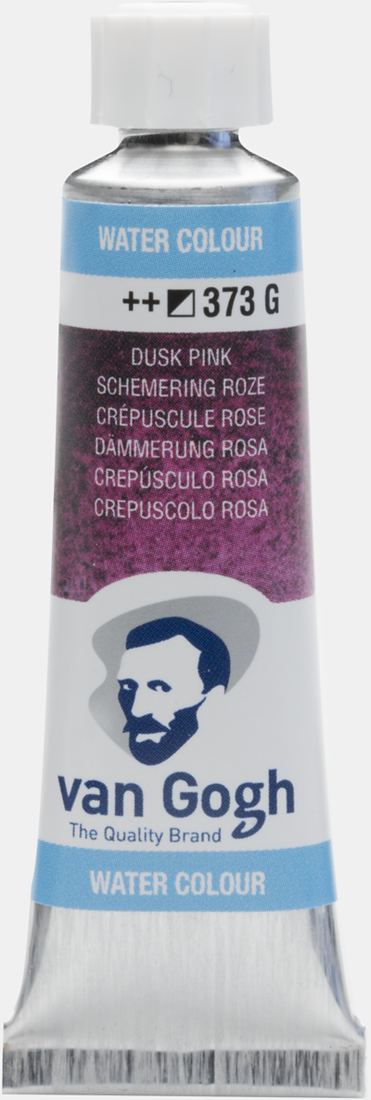 WATER COLOUR
++ 373 G
DUSK PINK
SCHEMERING ROZE
CRÉPUSCULE ROSE
DÄMMERUNG ROSA
CREPÚSCULO ROSA
CREPUSCOLO ROSA
van Gogh
The Quality Brand
WATER COLOUR